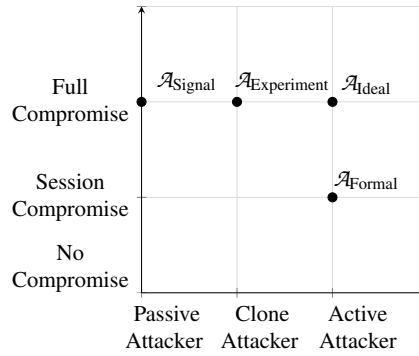 Full
Compromise
𝒜Signal
𝒜Experiment
𝒜Ideal
Session
Compromise
𝒜Formal
No
Compromise
Passive
Attacker
Clone
Attacker
Active
Attacker